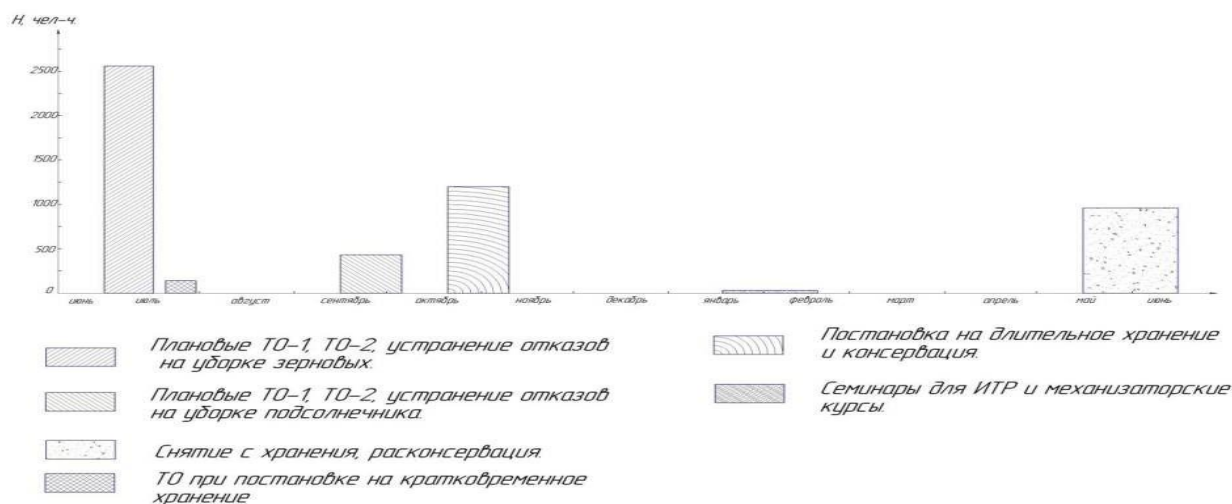 Н, чел-ч.
2500
2000
1500
1000
500
0
июнь июль август сентябрь октябрь ноябрь декабрь январь февраль март апрель май июнь
Плановые ТО-1, ТО-2, устранение отказов
на уборке зерновых.
Плановые ТО-1, ТО-2, устранение отказов
на уборке подсолнечника.
Снятие с хранения, расконсервация.
ТО при постановке на кратковременное
хранение
Постановка на длительное хранение
и консервация.
Семинары для ИТР и механизаторские
курсы.